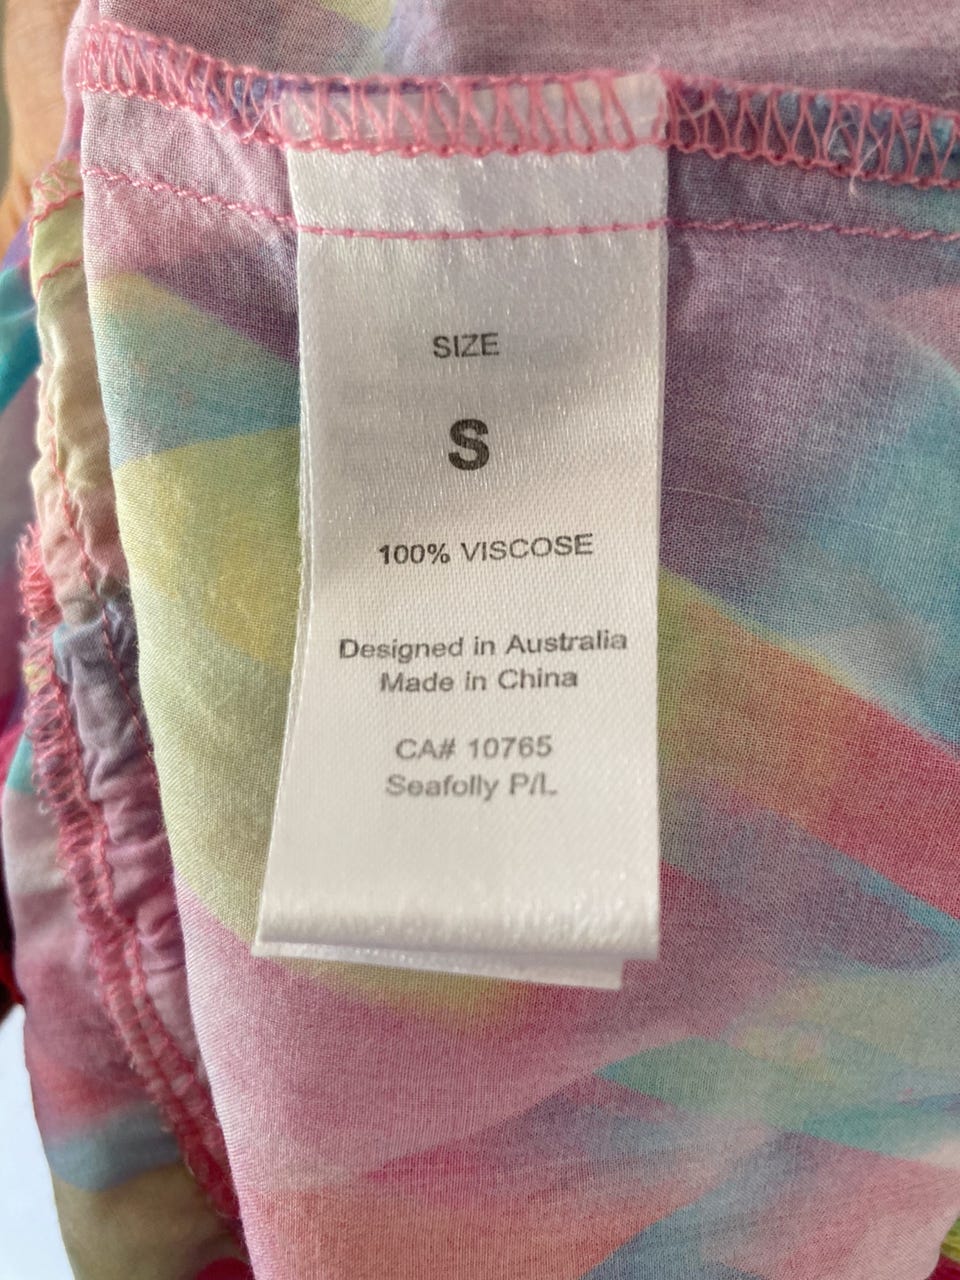 SIZE
S
100% VISCOSE
Designed in Australia
Made in China
CA# 10765
Seafolly P/L